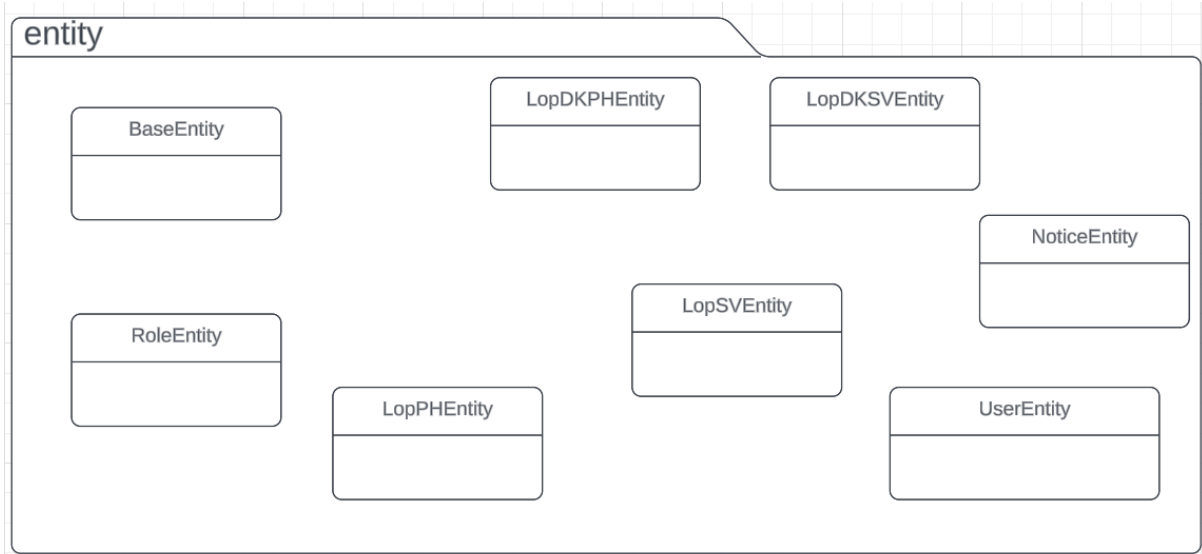 entity
LopDKPHEntity
LopDKSVEntity
BaseEntity
NoticeEntity
LopSVEntity
RoleEntity
LopPHEntity
UserEntity